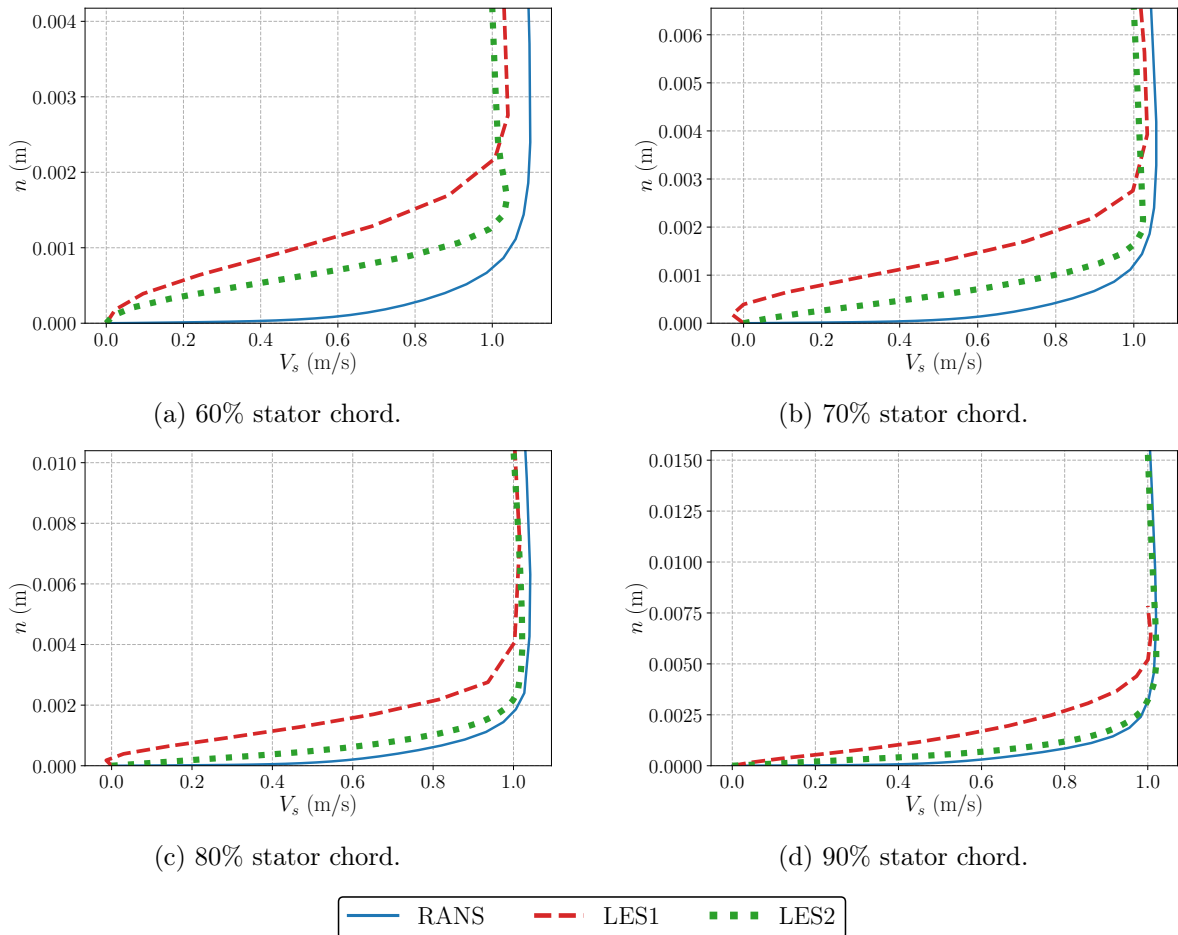 0.004
0.003
0.002
0.001
0.000
n (m)
0.0 0.2 0.4 0.6 0.8 1.0
V_s (m/s)
(a) 60% stator chord.
0.006
0.005
0.004
0.003
0.002
0.001
0.000
n (m)
0.0 0.2 0.4 0.6 0.8 1.0
V_s (m/s)
(b) 70% stator chord.
0.010
0.008
0.006
0.004
0.002
0.000
n (m)
0.0 0.2 0.4 0.6 0.8 1.0
V_s (m/s)
(c) 80% stator chord.
0.0150
0.0125
0.0100
0.0075
0.0050
0.0025
0.0000
n (m)
0.0 0.2 0.4 0.6 0.8 1.0
V_s (m/s)
(d) 90% stator chord.
RANS LES1 LES2